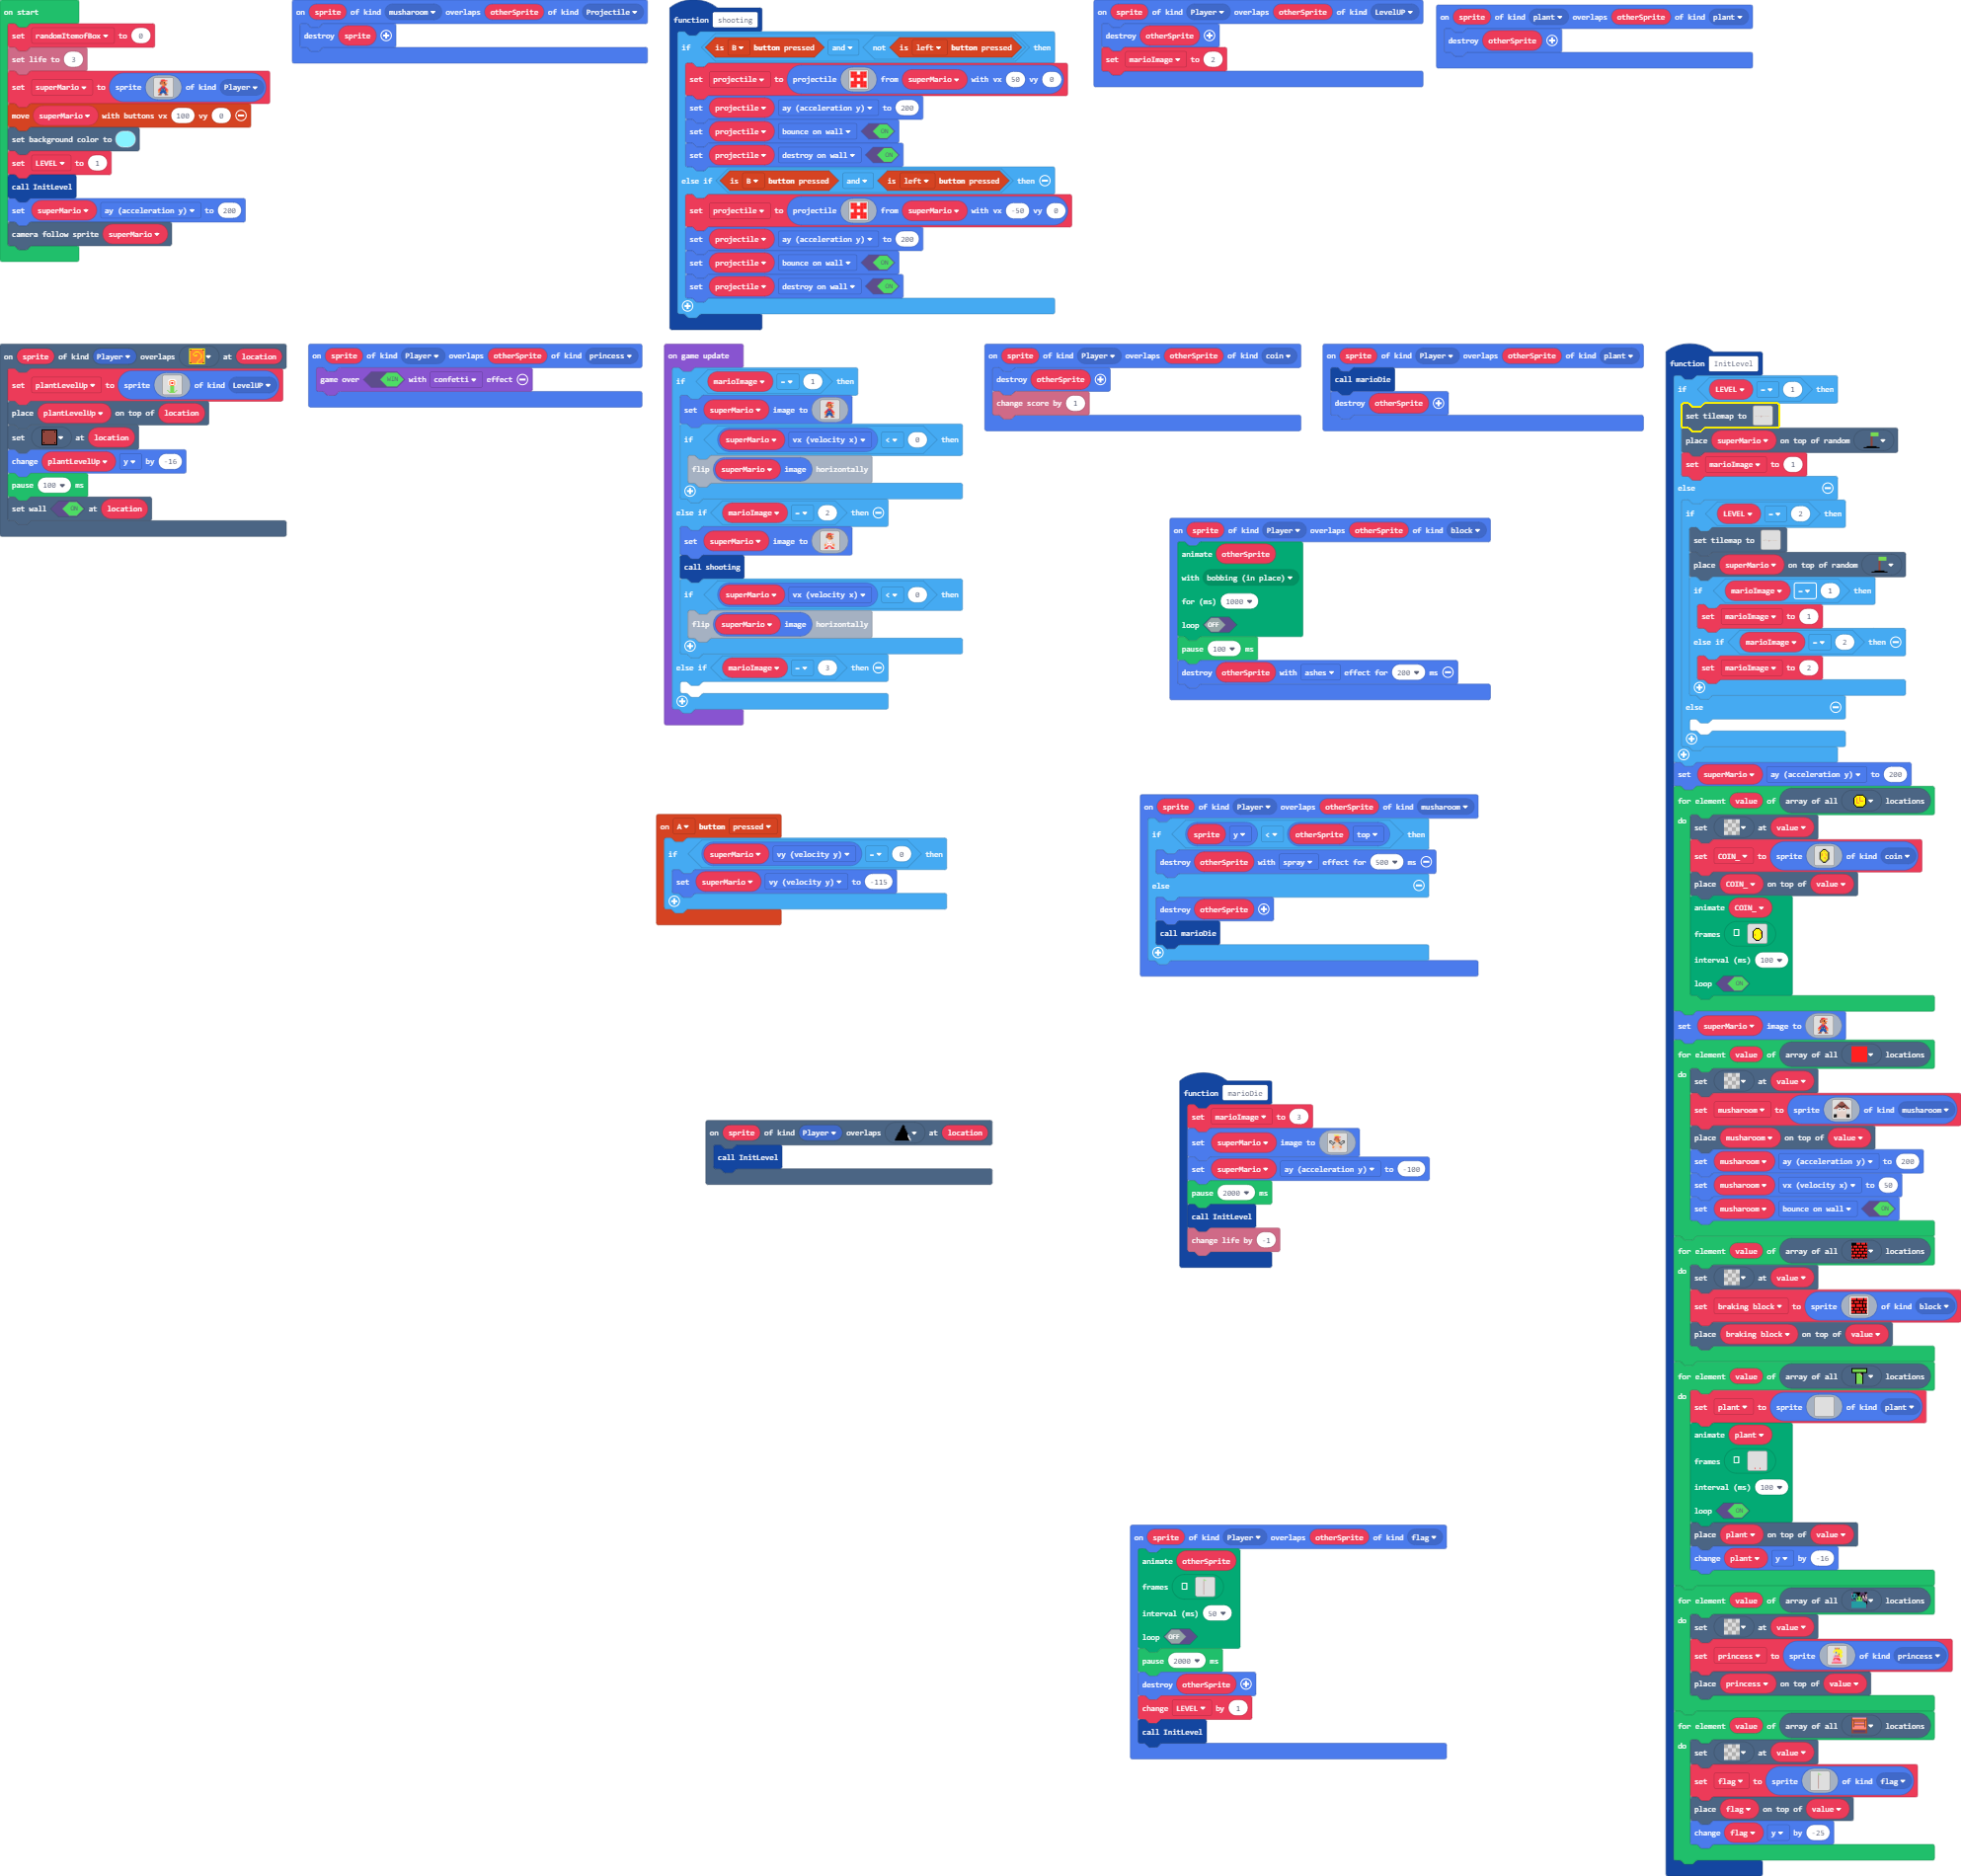 on start
set randomItemofBox to 0
set life to 3
set superMario to sprite of kind Player
move superMario with buttons vx 100 vy 0
set background color to
set LEVEL to 1
call InitLevel
set superMario ay (acceleration y) to 200
camera follow sprite superMario
on sprite of kind musharoom overlaps otherSprite of kind Projectile
destroy sprite
function shooting
if is B button pressed and not is left button pressed then
set projectile to projectile from superMario with vx 50 vy 0
set projectile ay (acceleration y) to 200
set projectile bounce on wall ON
set projectile destroy on wall ON
else if is B button pressed and is left button pressed then
set projectile to projectile from superMario with vx -50 vy 0
set projectile ay (acceleration y) to 200
set projectile bounce on wall ON
set projectile destroy on wall ON
on sprite of kind Player overlaps otherSprite of kind LevelUP
destroy otherSprite
set marioImage to 2
on sprite of kind plant overlaps otherSprite of kind plant
destroy otherSprite
on sprite of kind Player overlaps at location
set plantLevelUp to sprite of kind LevelUP
place plantLevelUp on top of location
set at location
change plantLevelUp y by -16
pause 100 ms
set wall ON at location
on sprite of kind Player overlaps otherSprite of kind princess
game over WIN with confetti effect
on game update
if marioImage = 1 then
set superMario image to
if superMario vx (velocity x) < 0 then
flip superMario image horizontally
else if marioImage = 2 then
set superMario image to
call shooting
if superMario vx (velocity x) < 0 then
flip superMario image horizontally
else if marioImage = 3 then
on sprite of kind Player overlaps otherSprite of kind coin
destroy otherSprite
change score by 1
on sprite of kind Player overlaps otherSprite of kind plant
call marioDie
destroy otherSprite
on sprite of kind Player overlaps otherSprite of kind block
animate otherSprite
with bobbing (in place)
for (ms) 1000
loop OFF
pause 100 ms
destroy otherSprite with ashes effect for 200 ms
on A button pressed
if superMario vy (velocity y) = 0 then
set superMario vy (velocity y) to -115
on sprite of kind Player overlaps otherSprite of kind musharoom
if sprite y < otherSprite top then
destroy otherSprite with spray effect for 500 ms
else
destroy otherSprite
call marioDie
on sprite of kind Player overlaps at location
call InitLevel
function marioDie
set marioImage to 3
set superMario image to
set superMario ay (acceleration y) to -100
pause 2000 ms
call InitLevel
change life by -1
on sprite of kind Player overlaps otherSprite of kind flag
animate otherSprite
frames
interval (ms) 50
loop OFF
pause 2000 ms
destroy otherSprite
change LEVEL by 1
call InitLevel
function InitLevel
if LEVEL = 1 then
set tilemap to
place superMario on top of random
set marioImage to 1
else
if LEVEL = 2 then
set tilemap to
place superMario on top of random
if marioImage = 1 then
set marioImage to 1
else if marioImage = 2 then
set marioImage to 2
else
set superMario ay (acceleration y) to 200
for element value of array of all locations
do set at value
set COIN_ to sprite of kind coin
place COIN_ on top of value
animate COIN_
frames
interval (ms) 100
loop ON
set superMario image to
for element value of array of all locations
do set at value
set musharoom to sprite of kind musharoom
place musharoom on top of value
set musharoom ay (acceleration y) to 200
set musharoom vx (velocity x) to 50
set musharoom bounce on wall ON
for element value of array of all locations
do set at value
set braking block to sprite of kind block
place braking block on top of value
for element value of array of all locations
do set plant to sprite of kind plant
animate plant
frames
interval (ms) 100
loop ON
place plant on top of value
change plant y by -16
for element value of array of all locations
do set at value
set princess to sprite of kind princess
place princess on top of value
for element value of array of all locations
do set at value
set flag to sprite of kind flag
place flag on top of value
change flag y by -25